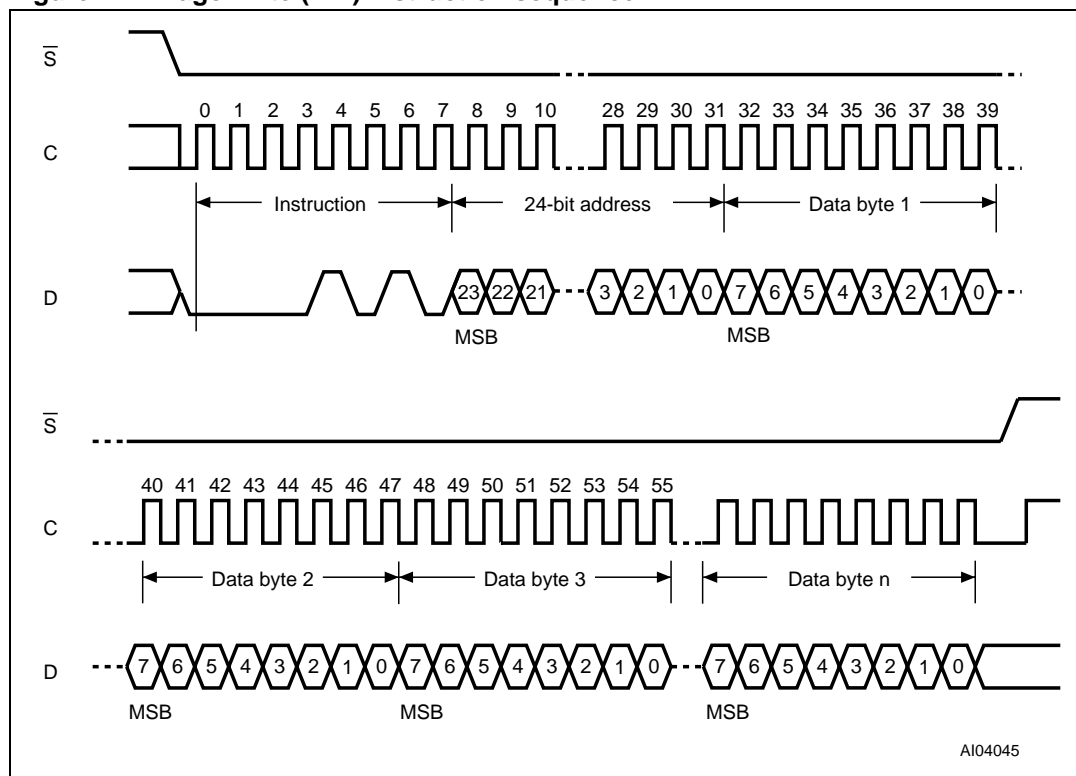 S
0 1 2 3 4 5 6 7 8 9 10 28 29 30 31 32 33 34 35 36 37 38 39
C
Instruction 24-bit address Data byte 1
D 23 22 21 3 2 1 0 7 6 5 4 3 2 1 0
MSB MSB
S
40 41 42 43 44 45 46 47 48 49 50 51 52 53 54 55
C
Data byte 2 Data byte 3 Data byte n
D 7 6 5 4 3 2 1 0 7 6 5 4 3 2 1 0 7 6 5 4 3 2 1 0
MSB MSB MSB
AI04045